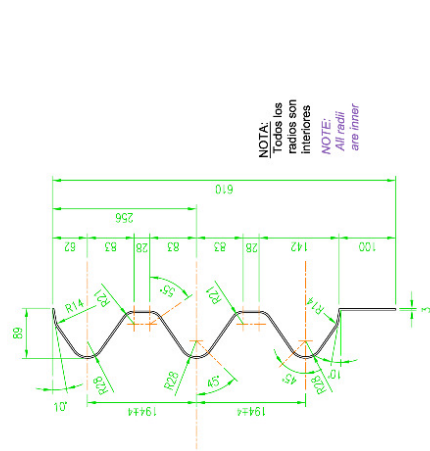 NOTA:
Todos los
radios son
interiores
NOTE:
All radii
are inner
610
256
62
83
28
83
83
28
142
100
89
R14
R21
55°
R21
R14
3
R28
R28
45°
45°
R28
10°
10°
194±4
194±4